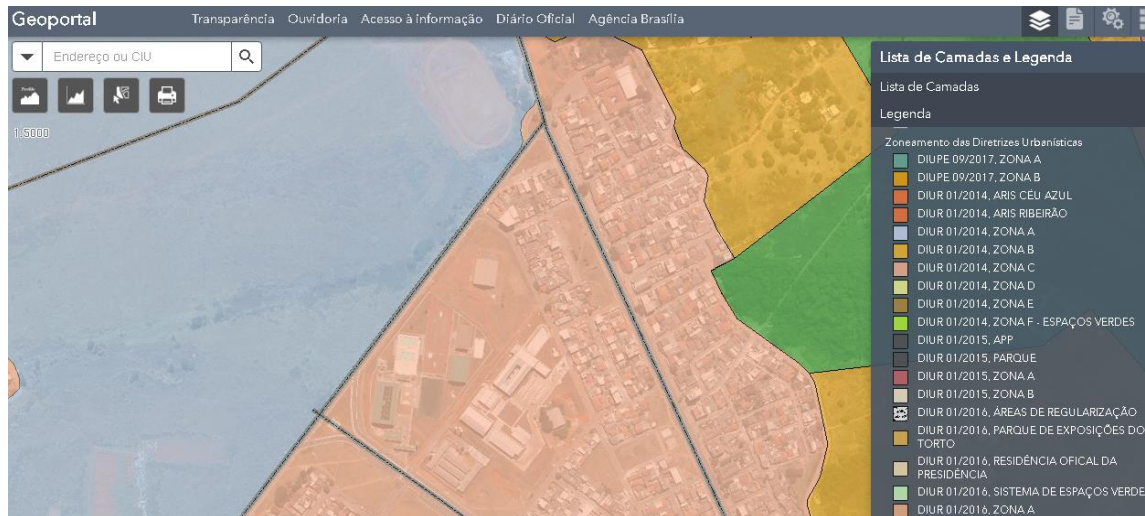 Geoportal
Transparência Ouvidoria Acesso à informação Diário Oficial Agência Brasília
Endereço ou CIU
1:5000
Lista de Camadas e Legenda
Lista de Camadas
Legenda
Zoneamento das Diretrizes Urbanísticas
DIUPE 09/2017, ZONA A
DIUPE 09/2017, ZONA B
DIUR 01/2014, ARIS CÉU AZUL
DIUR 01/2014, ARIS RIBEIRÃO
DIUR 01/2014, ZONA A
DIUR 01/2014, ZONA B
DIUR 01/2014, ZONA C
DIUR 01/2014, ZONA D
DIUR 01/2014, ZONA E
DIUR 01/2014, ZONA F - ESPAÇOS VERDES
DIUR 01/2015, APP
DIUR 01/2015, PARQUE
DIUR 01/2015, ZONA A
DIUR 01/2015, ZONA B
DIUR 01/2016, ÁREAS DE REGULARIZAÇÃO
DIUR 01/2016, PARQUE DE EXPOSIÇÕES DO
TORTO
DIUR 01/2016, RESIDÊNCIA OFICAL DA
PRESIDÊNCIA
DIUR 01/2016, SISTEMA DE ESPAÇOS VERDE
DIUR 01/2016, ZONA A